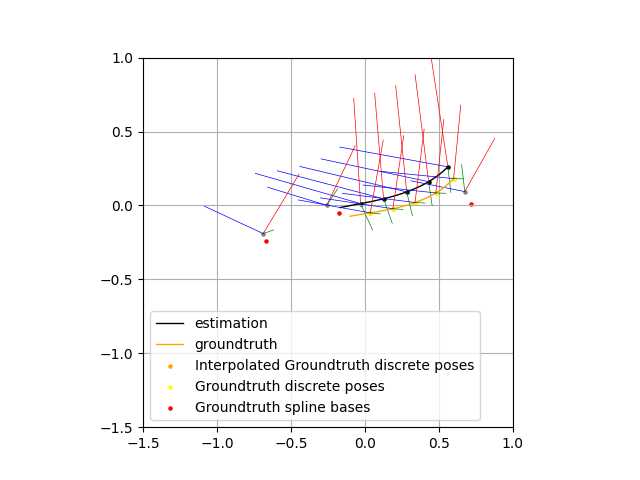 1.0
0.5
0.0
−0.5
−1.0
−1.5
estimation
groundtruth
Interpolated Groundtruth discrete poses
Groundtruth discrete poses
Groundtruth spline bases
−1.5 −1.0 −0.5 0.0 0.5 1.0